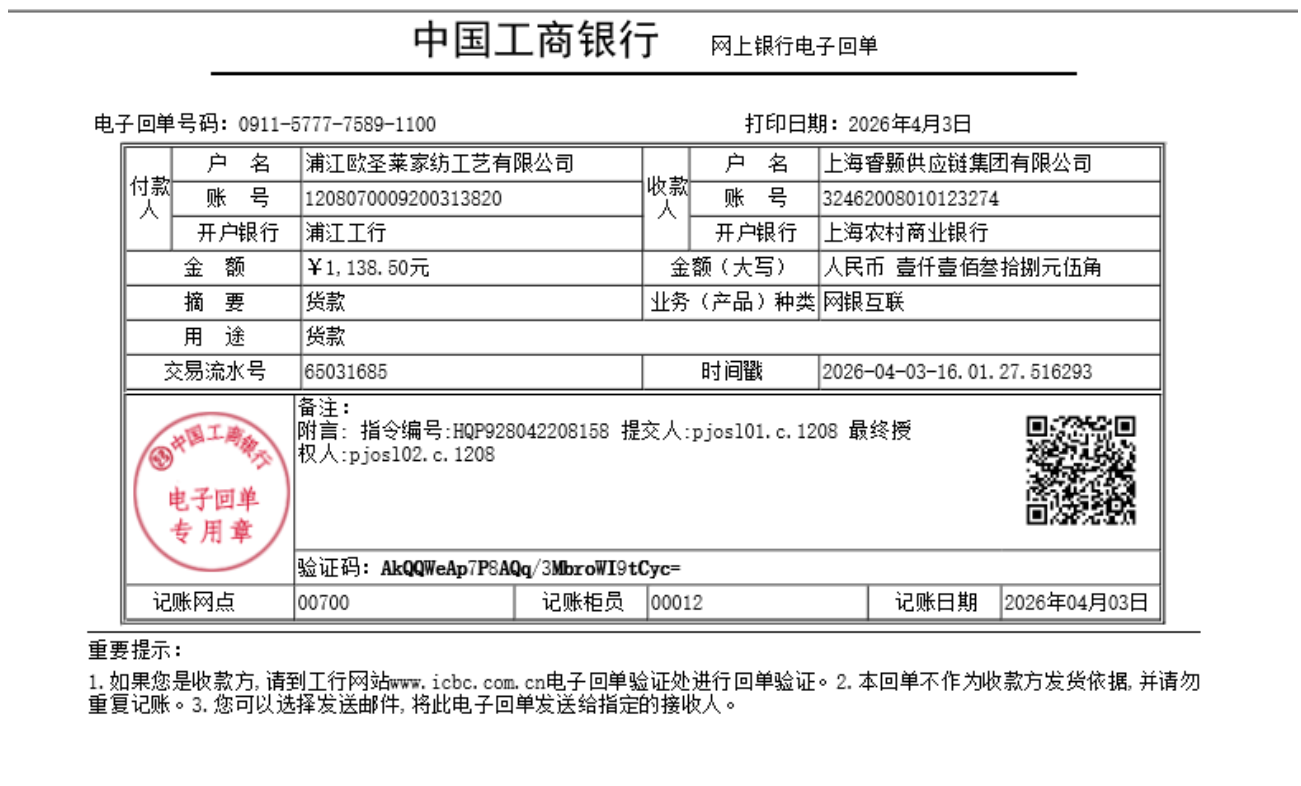 中国工商银行 网上银行电子回单
电子回单号码: 0911-5777-7589-1100 打印日期: 2026年4月3日
付款人 户 名 浦江欧圣莱家纺工艺有限公司 收款人 户 名 上海睿颢供应链集团有限公司
账 号 1208070009200313820 账 号 32462008010123274
开户银行 浦江工行 开户银行 上海农村商业银行
金 额 ¥1,138.50元 金额（大写） 人民币 壹仟壹佰叁拾捌元伍角
摘 要 货款 业务（产品）种类 网银互联
用 途 货款
交易流水号 65031685 时间戳 2026-04-03-16.01.27.516293
备注:
附言: 指令编号:HQP928042208158 提交人:pjosl01.c.1208 最终授
权人:pjosl02.c.1208
中国工商银行
电子回单
专用章
验证码: AkQQWeAp7P8AQq/3MbroWI9tCyc=
记账网点 00700 记账柜员 00012 记账日期 2026年04月03日
重要提示:
1.如果您是收款方,请到工行网站www.icbc.com.cn电子回单验证处进行回单验证。2.本回单不作为收款方发货依据,并请勿
重复记账。3.您可以选择发送邮件,将此电子回单发送给指定的接收人。